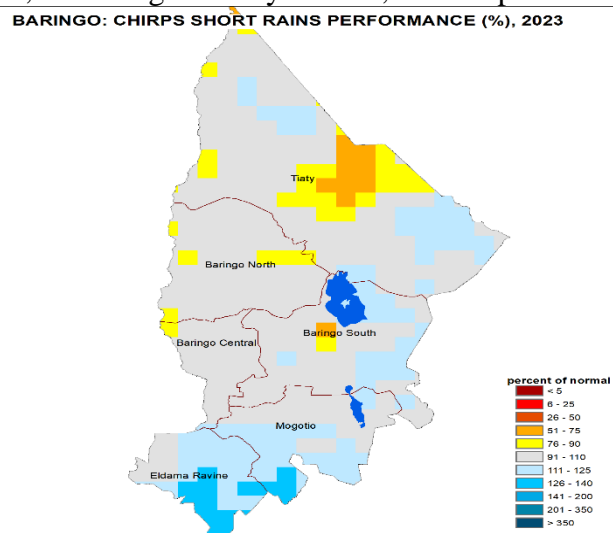 BARINGO: CHIRPS SHORT RAINS PERFORMANCE (%), 2023
Tiaty
Baringo North
Baringo South
Baringo Central
Mogotio
Eldama Ravine
percent of normal
< 5
6 - 25
26 - 50
51 - 75
76 - 90
91 - 110
111 - 125
126 - 140
141 - 200
201 - 350
> 350